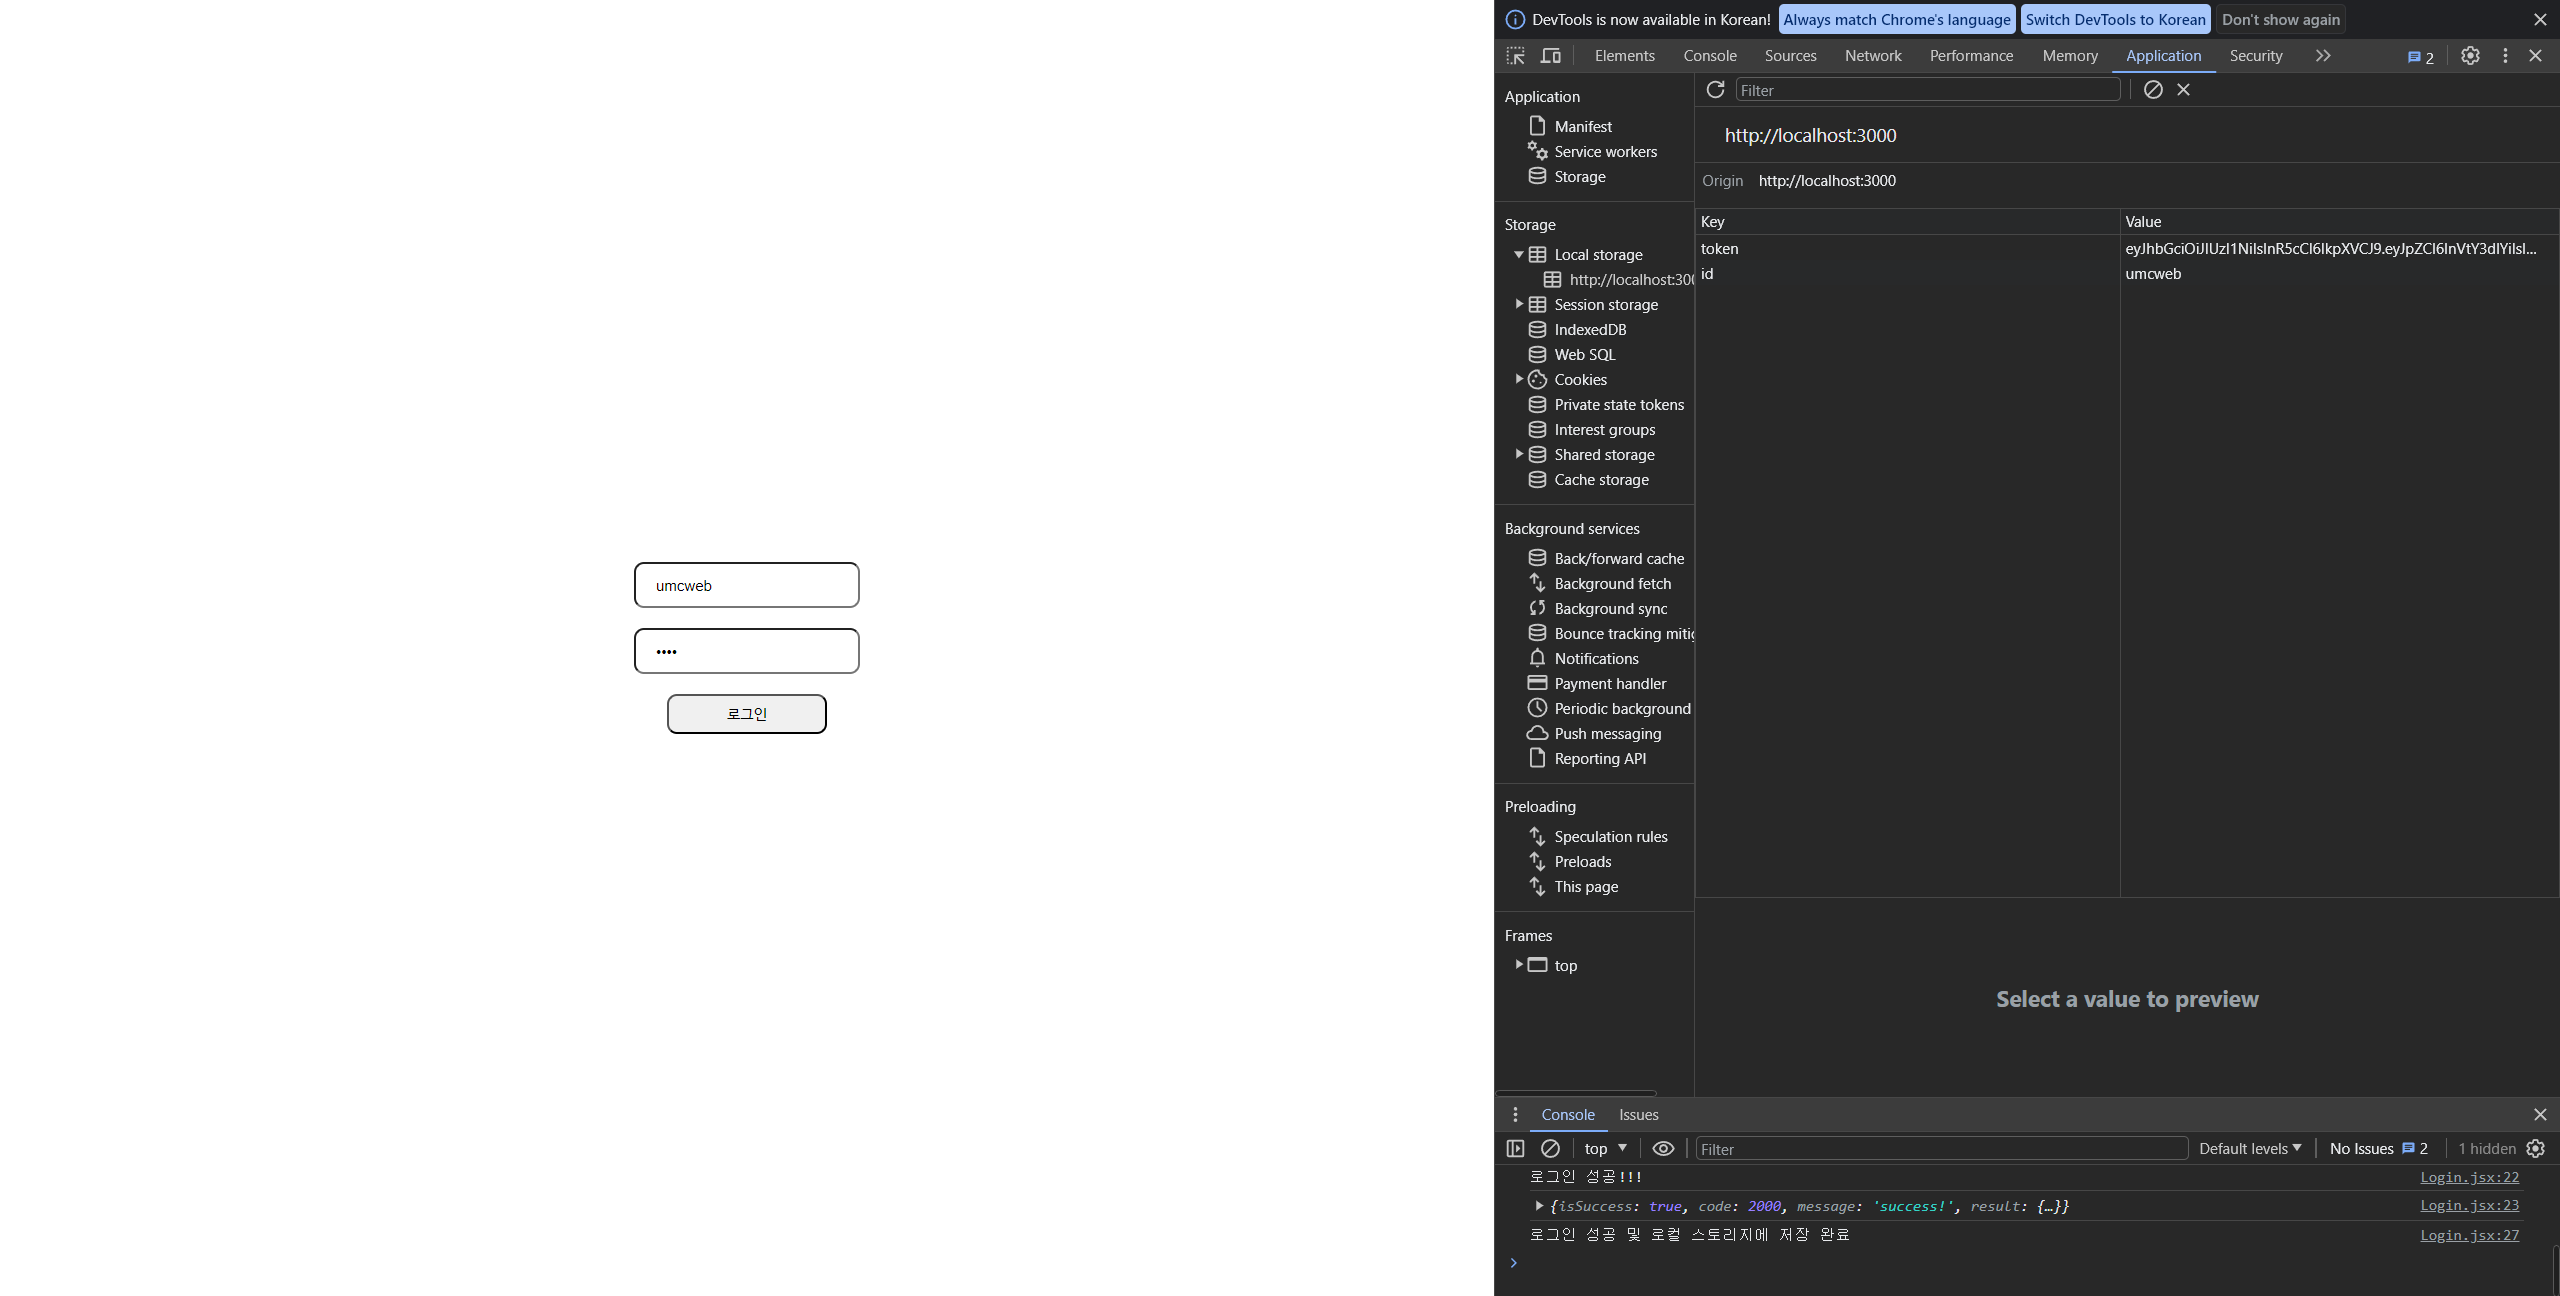 umcweb
••••
로그인
DevTools is now available in Korean! Always match Chrome's language Switch DevTools to Korean Don't show again
Elements Console Sources Network Performance Memory Application Security 2
Application
Manifest
Service workers
Storage
Storage
Local storage
http://localhost:300
Session storage
IndexedDB
Web SQL
Cookies
Private state tokens
Interest groups
Shared storage
Cache storage
Background services
Back/forward cache
Background fetch
Background sync
Bounce tracking mitig
Notifications
Payment handler
Periodic background
Push messaging
Reporting API
Preloading
Speculation rules
Preloads
This page
Frames
top
Filter
http://localhost:3000
Origin http://localhost:3000
Key Value
token eyJhbGciOiJIUzI1NiIsInR5cCI6IkpXVCJ9.eyJpZCI6InVtY3dlYiIsI...
id umcweb
Select a value to preview
Console Issues
top Filter Default levels No Issues 2 1 hidden
로그인 성공!!! Login.jsx:22
{isSuccess: true, code: 2000, message: 'success!', result: {…}} Login.jsx:23
로그인 성공 및 로컬 스토리지에 저장 완료 Login.jsx:27